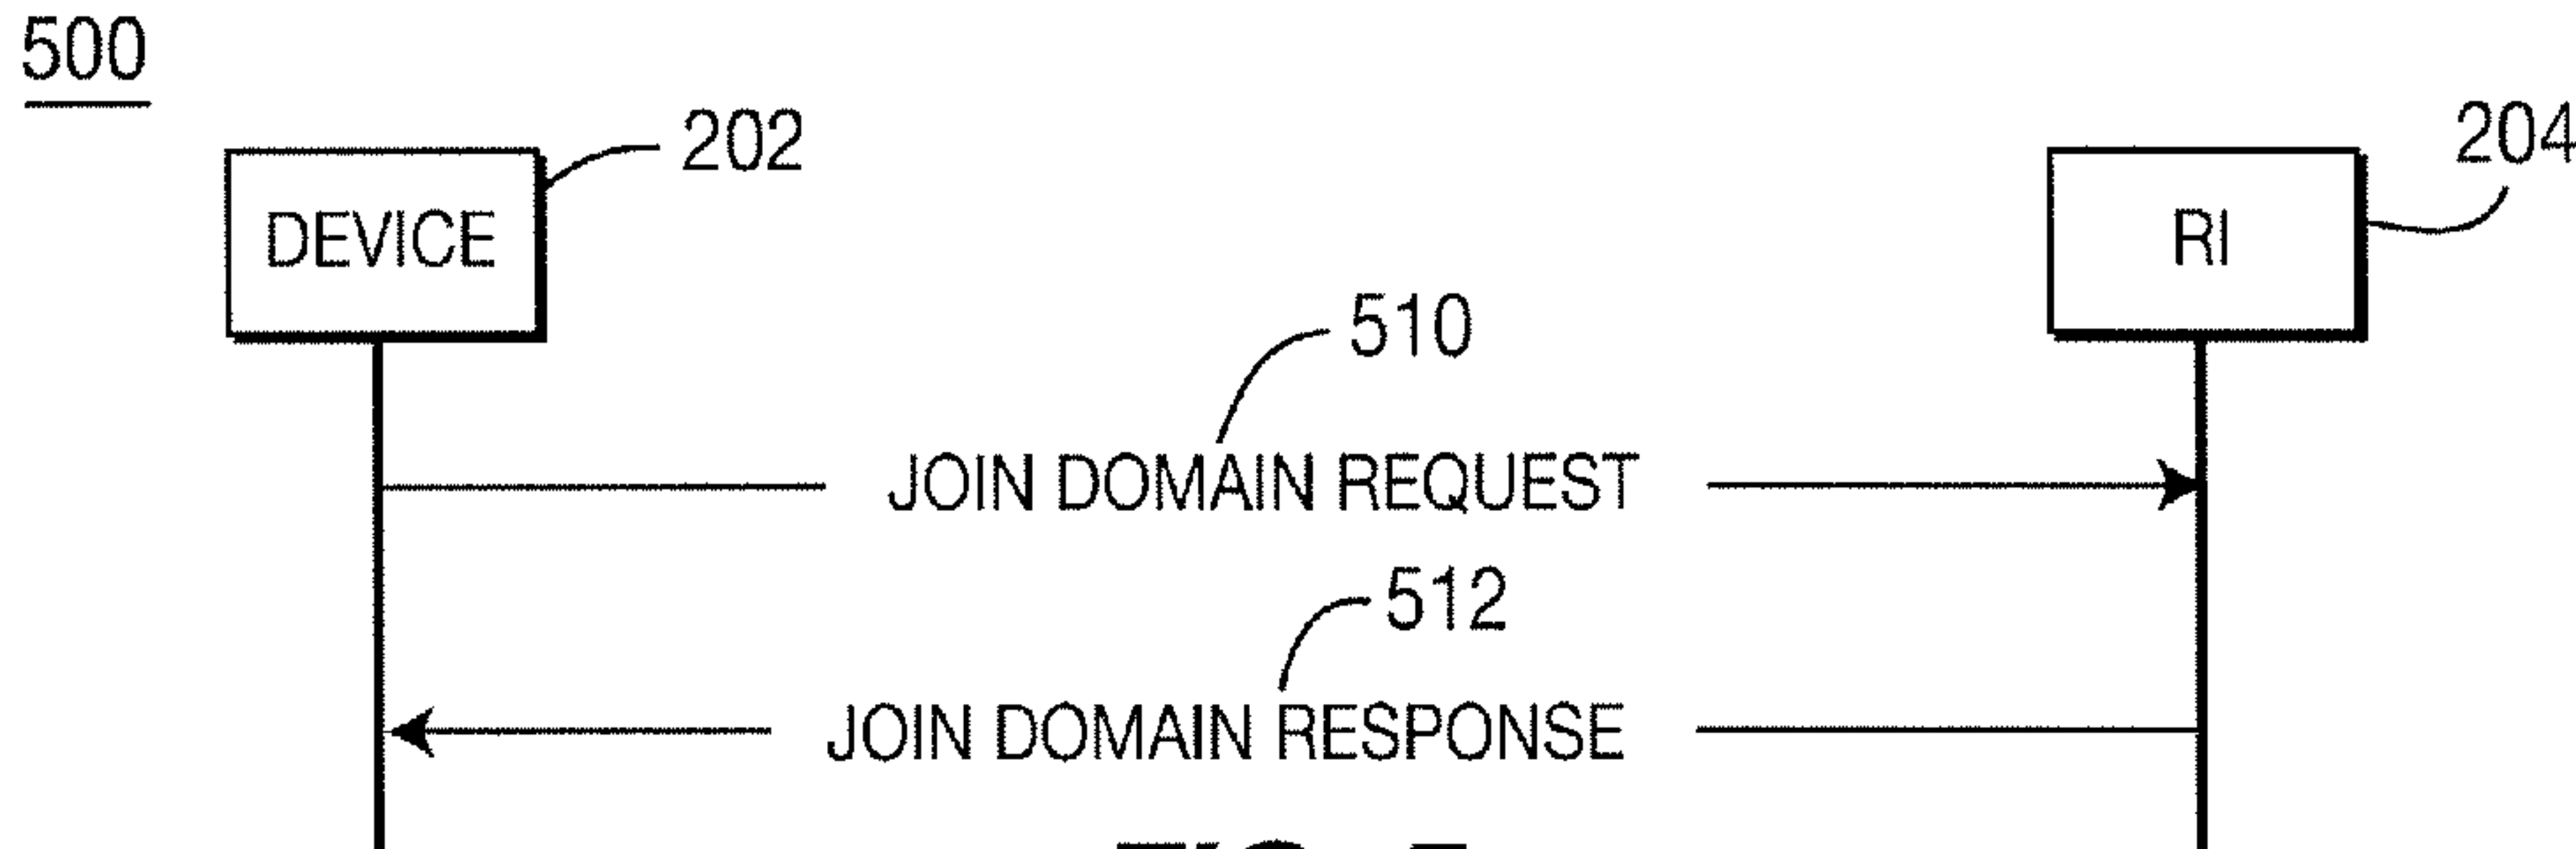 500
202
204
DEVICE
RI
510
JOIN DOMAIN REQUEST
512
JOIN DOMAIN RESPONSE